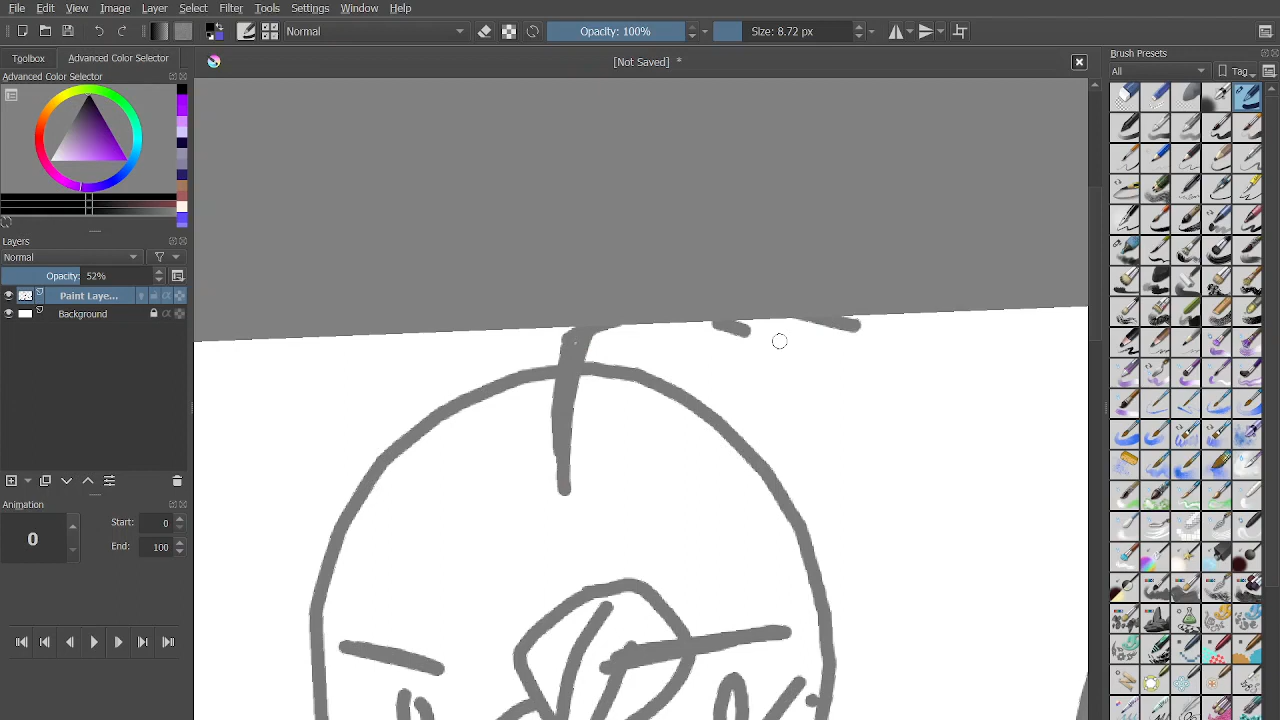 File Edit View Image Layer Select Filter Tools Settings Window Help
Normal Opacity: 100% Size: 8.72 px
Toolbox Advanced Color Selector
[Not Saved] *
Brush Presets
Advanced Color Selector
All Tag
Layers
Normal
Opacity: 52%
Paint Laye...
Background
Animation
Start: 0
0
End: 100